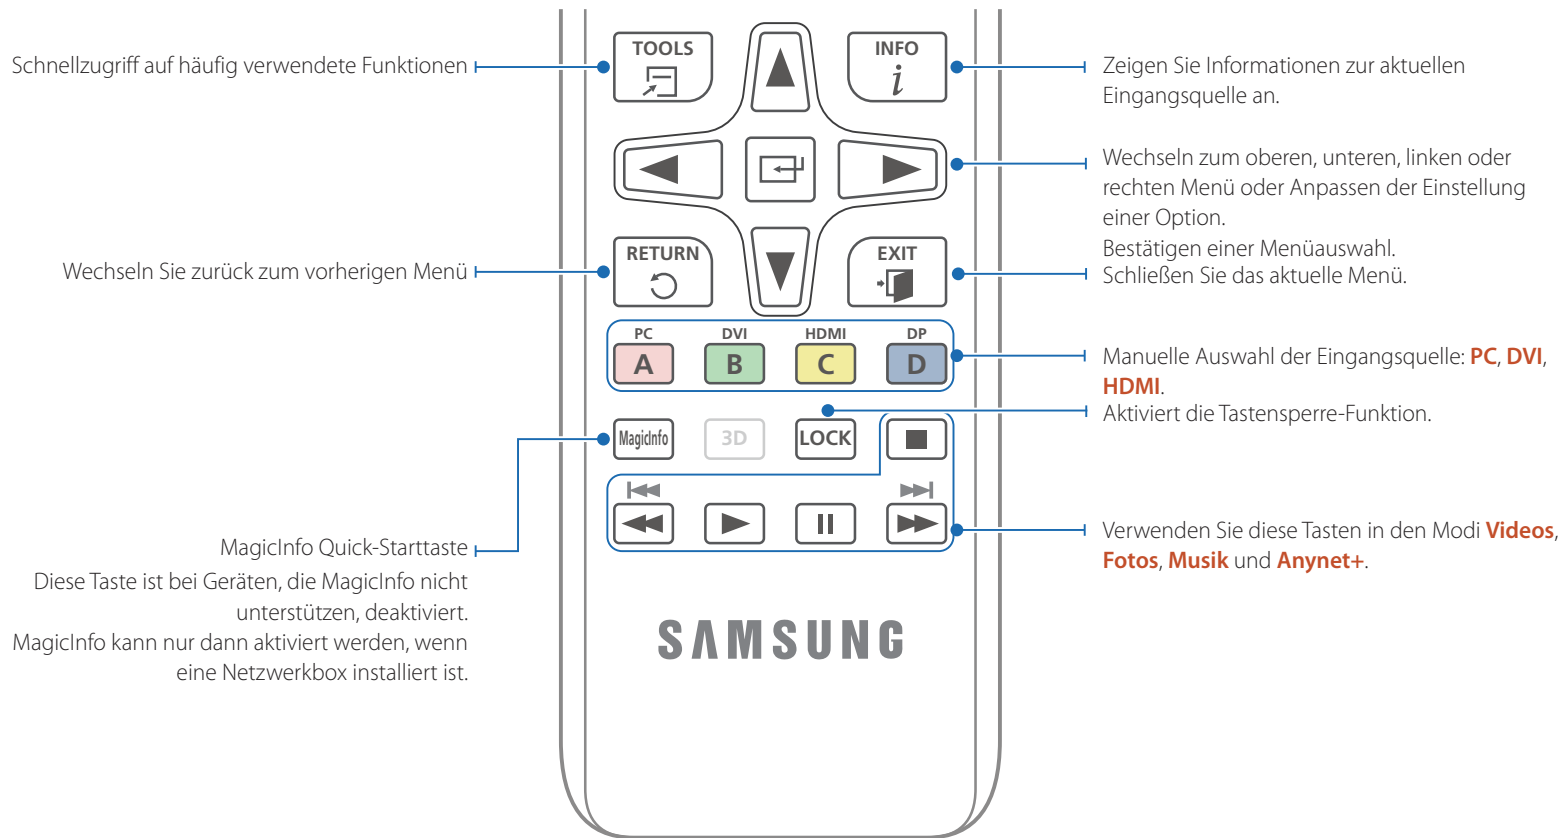 TOOLS
INFO
i
Schnellzugriff auf häufig verwendete Funktionen
Zeigen Sie Informationen zur aktuellen
Eingangsquelle an.
Wechseln zum oberen, unteren, linken oder
rechten Menü oder Anpassen der Einstellung
einer Option.
Bestätigen einer Menüauswahl.
RETURN
EXIT
Wechseln Sie zurück zum vorherigen Menü
Schließen Sie das aktuelle Menü.
PC DVI HDMI DP
A B C D
Manuelle Auswahl der Eingangsquelle: PC, DVI,
HDMI.
Aktiviert die Tastensperre-Funktion.
MagicInfo 3D LOCK
Verwenden Sie diese Tasten in den Modi Videos,
Fotos, Musik und Anynet+.
MagicInfo Quick-Starttaste
Diese Taste ist bei Geräten, die MagicInfo nicht
unterstützen, deaktiviert.
MagicInfo kann nur dann aktiviert werden, wenn
eine Netzwerkbox installiert ist.
SAMSUNG